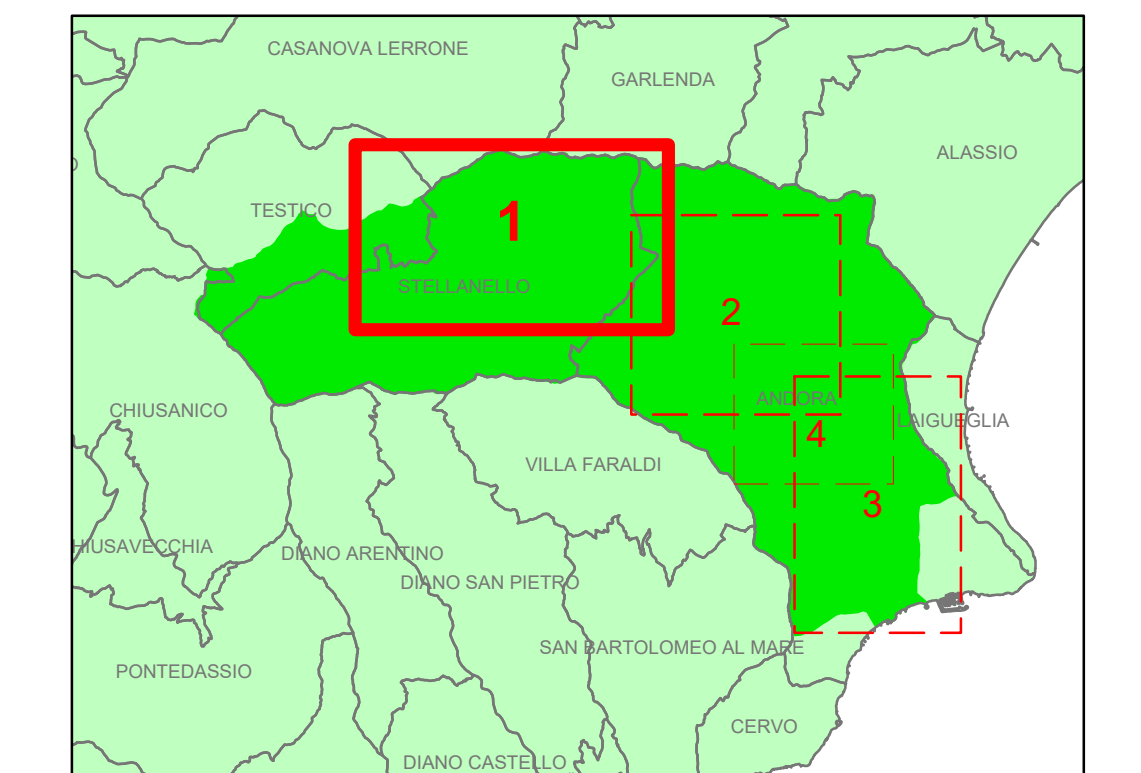 CASANOVA LERRONE
GARLENDA
ALASSIO
TESTICO
1
STELLANELLO
2
ANDORA
CHIUSANICO
LAIGUEGLIA
4
VILLA FARALDI
3
HIUSAVECCHIA
DIANO ARENTINO
DIANO SAN PIETRO
SAN BARTOLOMEO AL MARE
PONTEDASSIO
CERVO
DIANO CASTELLO